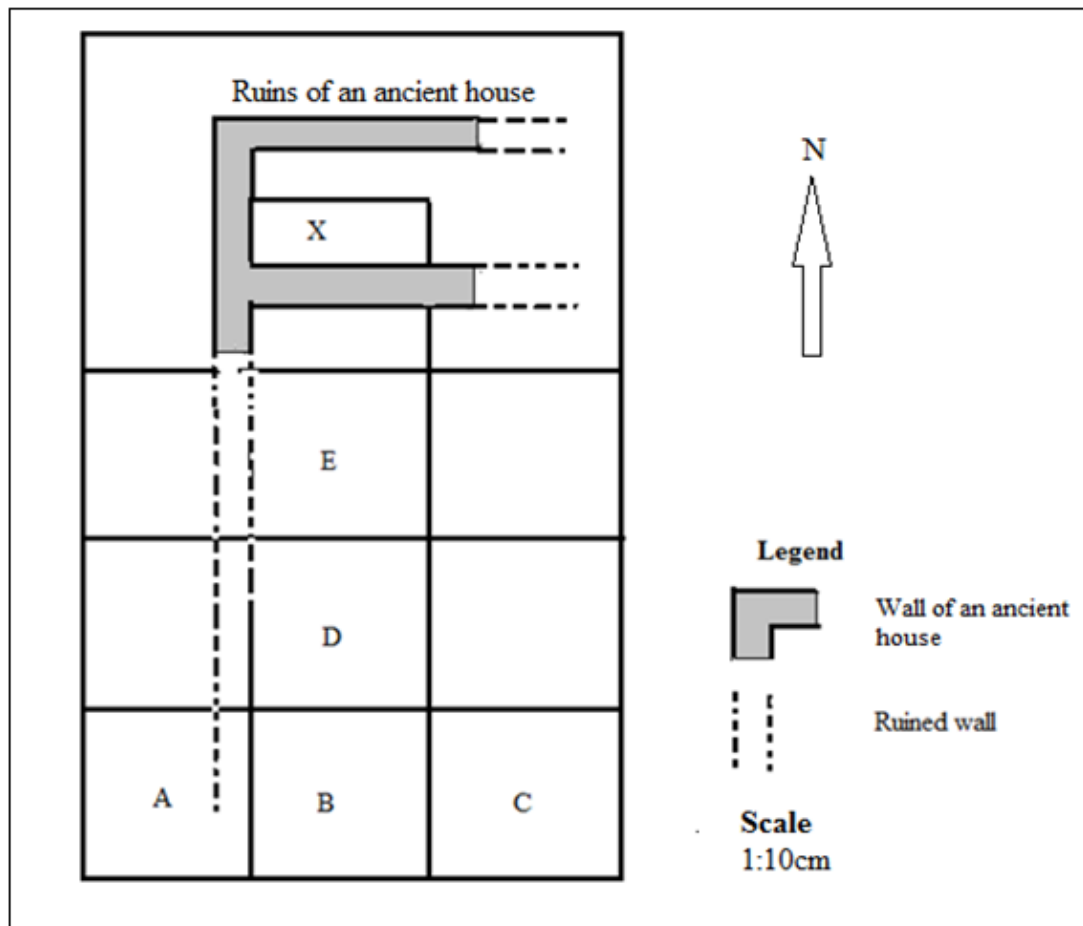 Ruins of an ancient house
N
X
E
Legend
Wall of an ancient
house
D
Ruined wall
A
B
C
Scale
1:10cm